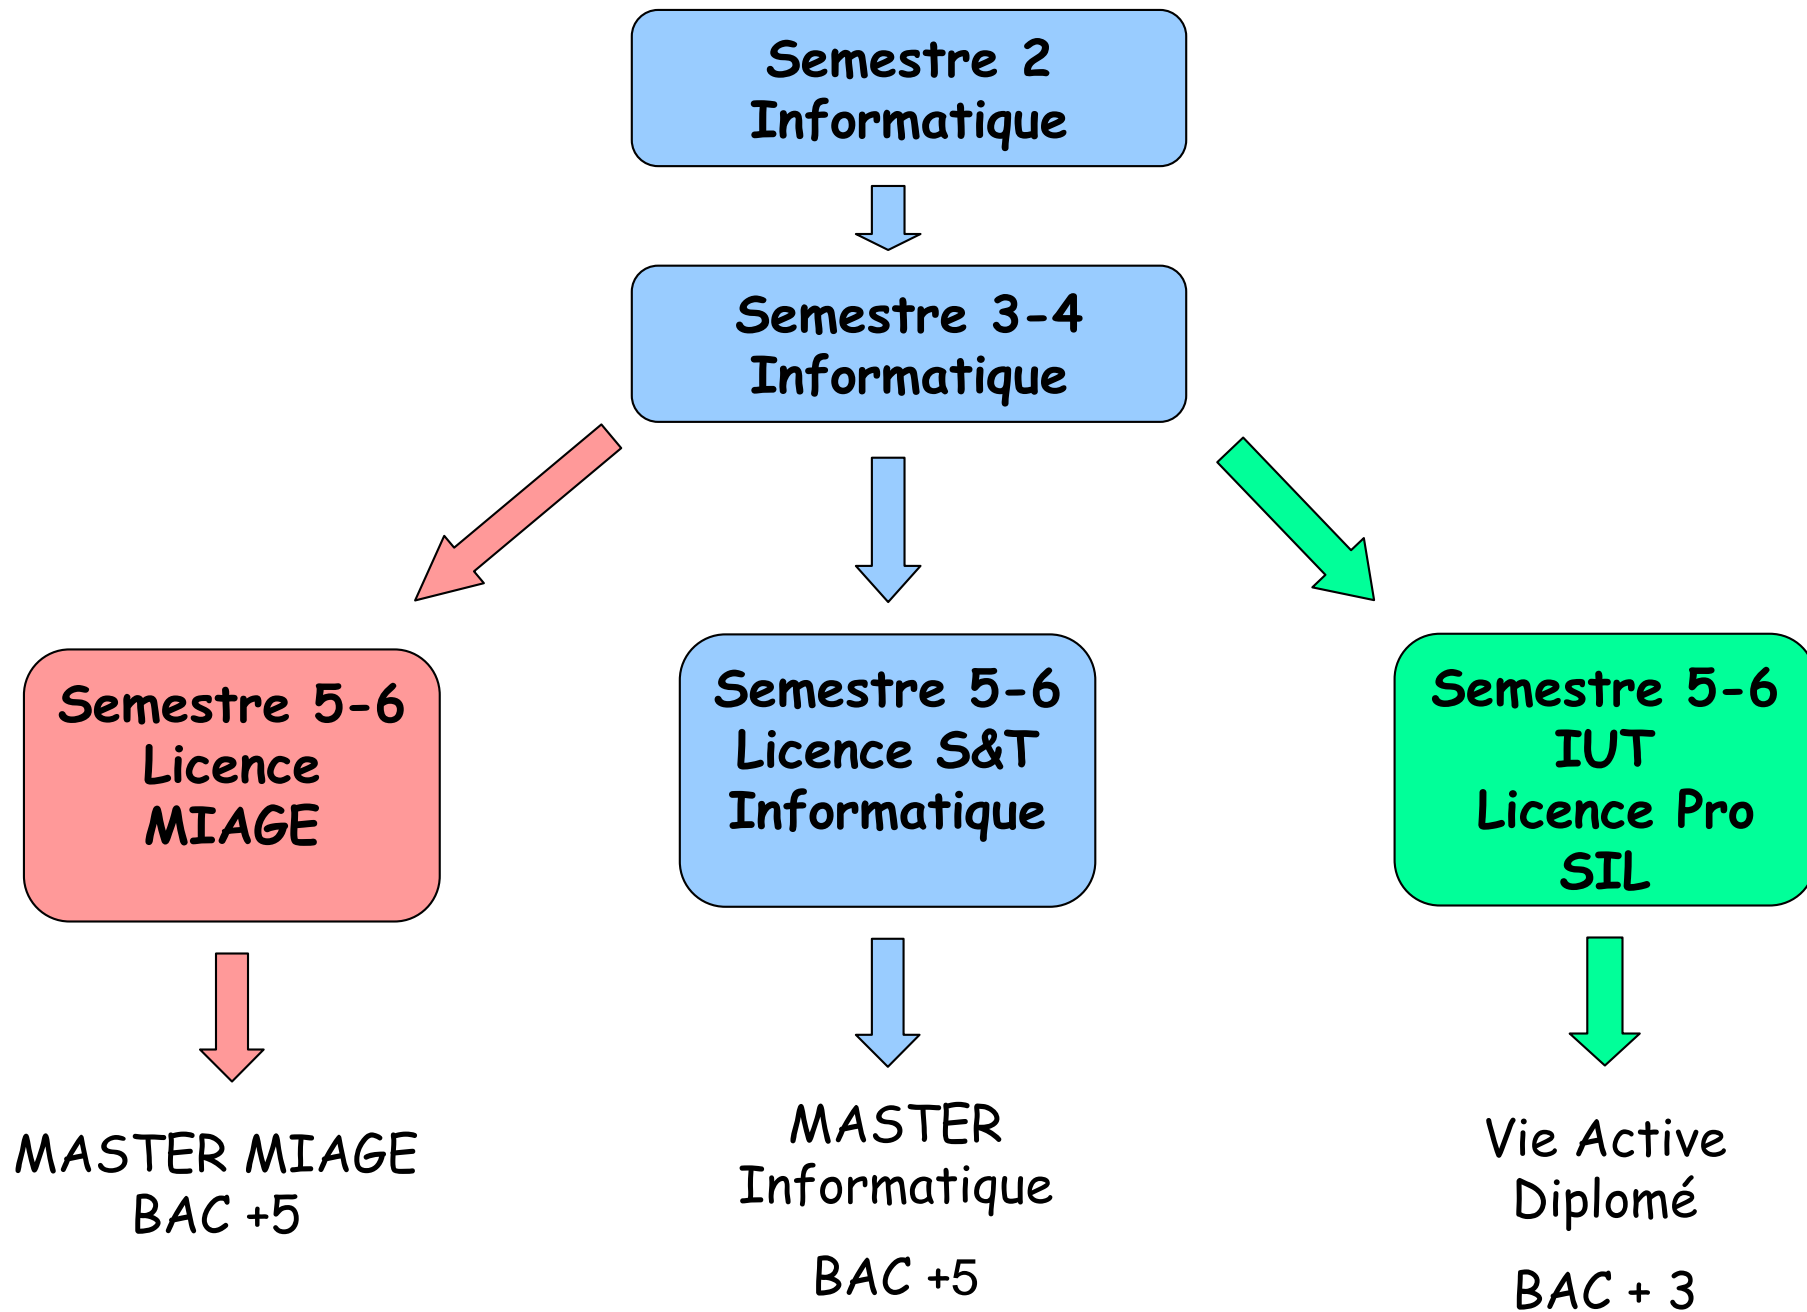 Semestre 2
Informatique
Semestre 3-4
Informatique
Semestre 5-6
Licence
MIAGE
Semestre 5-6
Licence S&T
Informatique
Semestre 5-6
IUT
Licence Pro
SIL
MASTER MIAGE
BAC +5
MASTER
Informatique
BAC +5
Vie Active
Diplomé
BAC + 3